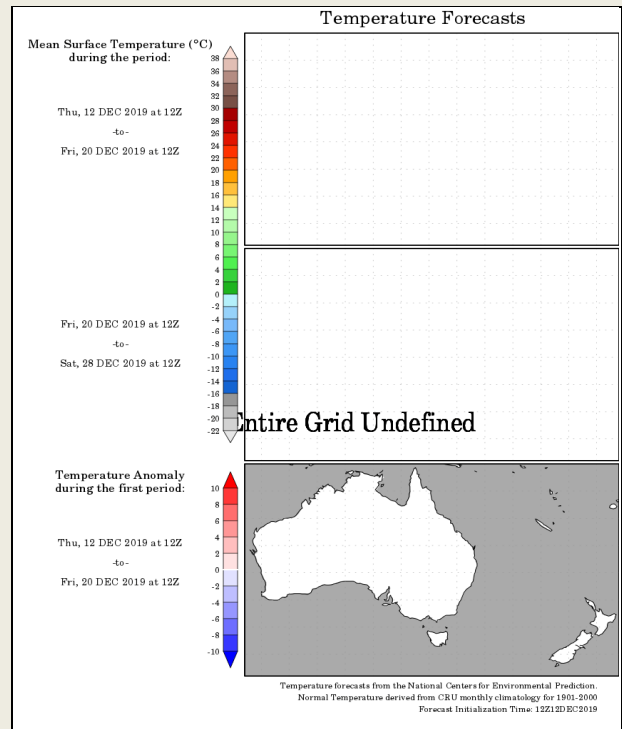 Temperature Forecasts
Mean Surface Temperature (°C)
during the period:
Thu, 12 DEC 2019 at 12Z
-to-
Fri, 20 DEC 2019 at 12Z
38
36
34
32
30
28
26
24
22
20
18
16
14
12
10
8
6
4
2
0
-2
-4
-6
-8
-10
-12
-14
-16
-18
-20
-22
Fri, 20 DEC 2019 at 12Z
-to-
Sat, 28 DEC 2019 at 12Z
Entire Grid Undefined
Temperature Anomaly
during the first period:
Thu, 12 DEC 2019 at 12Z
-to-
Fri, 20 DEC 2019 at 12Z
10
8
6
4
2
0
-2
-4
-6
-8
-10
Temperature forecasts from the National Centers for Environmental Prediction.
Normal Temperature derived from CRU monthly climatology for 1901-2000
Forecast Initialization Time: 12Z12DEC2019